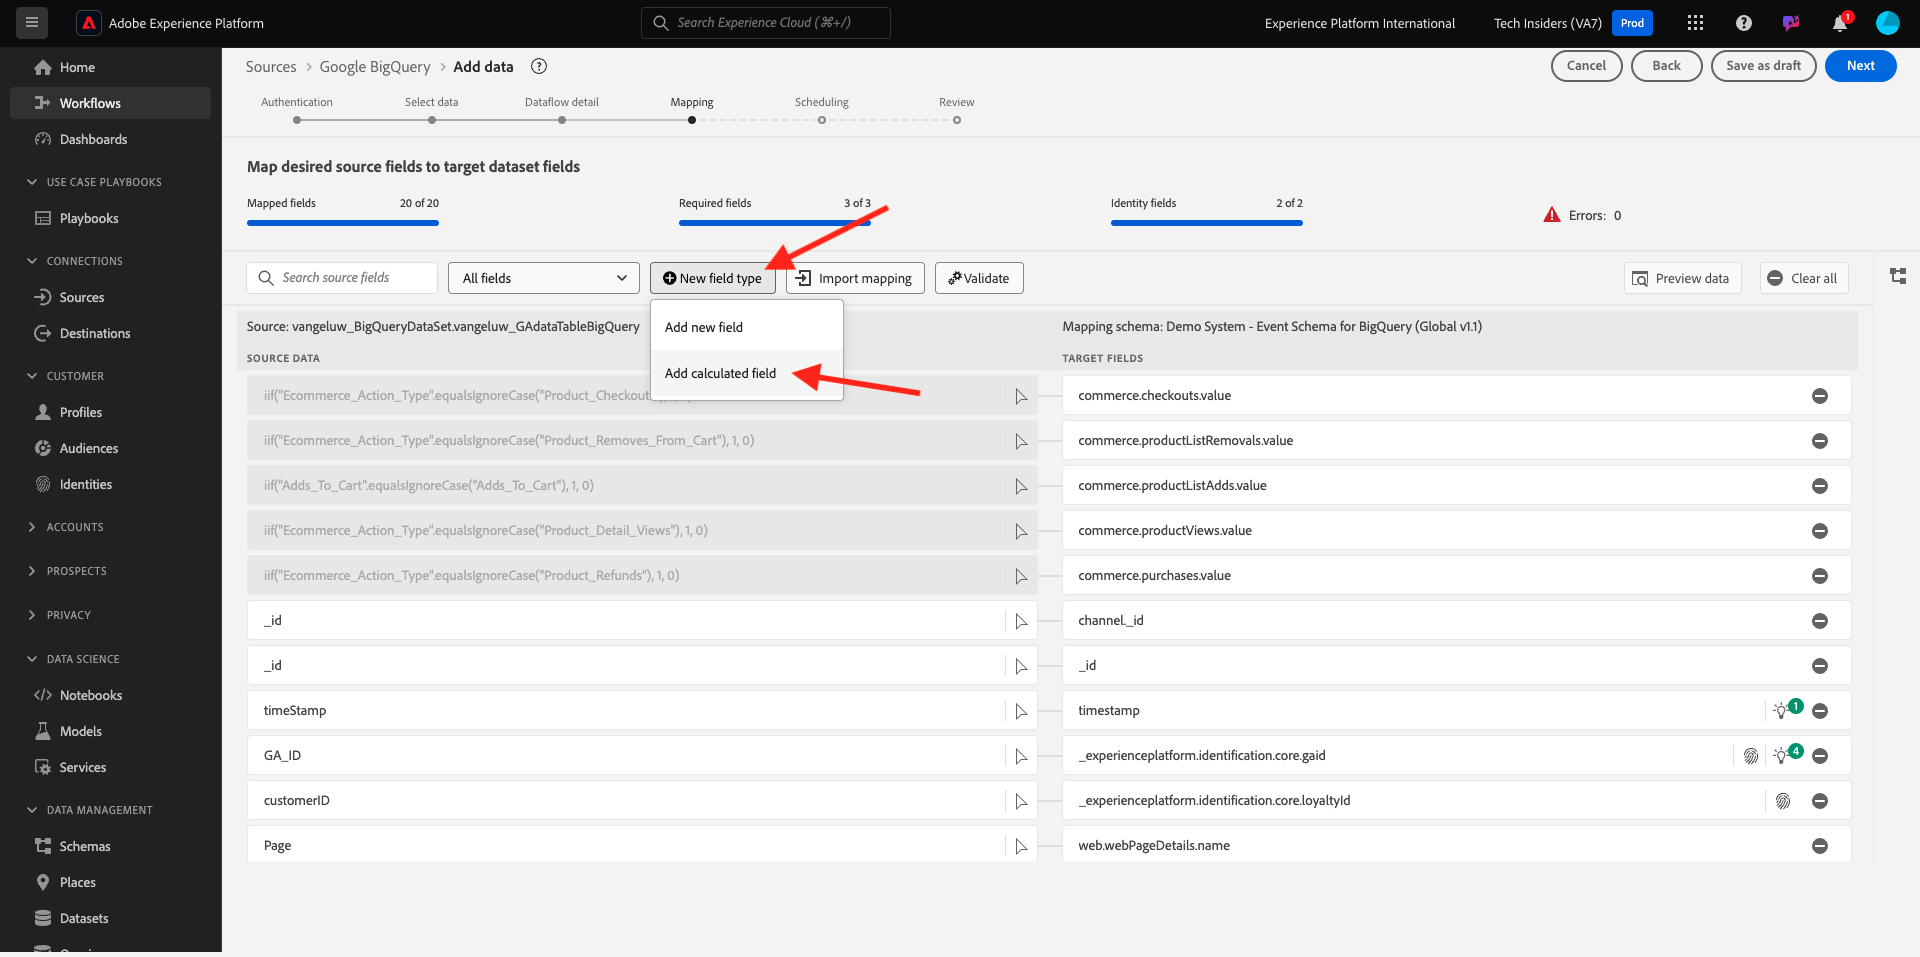 Adobe Experience Platform
Search Experience Cloud (⌘+/)
Experience Platform International
Tech Insiders (VA7)
Prod
1
Home
Workflows
Dashboards
USE CASE PLAYBOOKS
Playbooks
CONNECTIONS
Sources
Destinations
CUSTOMER
Profiles
Audiences
Identities
ACCOUNTS
PROSPECTS
PRIVACY
DATA SCIENCE
Notebooks
Models
Services
DATA MANAGEMENT
Schemas
Places
Datasets
Sources > Google BigQuery > Add data
Cancel
Back
Save as draft
Next
Authentication
Select data
Dataflow detail
Mapping
Scheduling
Review
Map desired source fields to target dataset fields
Mapped fields 20 of 20
Required fields 3 of 3
Identity fields 2 of 2
Errors: 0
Search source fields
All fields
New field type
Import mapping
Validate
Preview data
Clear all
Add new field
Add calculated field
Source: vangeluw_BigQueryDataSet.vangeluw_GAdataTableBigQuery
Mapping schema: Demo System - Event Schema for BigQuery (Global v1.1)
SOURCE DATA
TARGET FIELDS
iif("Ecommerce_Action_Type".equalsIgnoreCase("Product_Checkout
commerce.checkouts.value
iif("Ecommerce_Action_Type".equalsIgnoreCase("Product_Removes_From_Cart"), 1, 0)
commerce.productListRemovals.value
iif("Adds_To_Cart".equalsIgnoreCase("Adds_To_Cart"), 1, 0)
commerce.productListAdds.value
iif("Ecommerce_Action_Type".equalsIgnoreCase("Product_Detail_Views"), 1, 0)
commerce.productViews.value
iif("Ecommerce_Action_Type".equalsIgnoreCase("Product_Refunds"), 1, 0)
commerce.purchases.value
_id
channel._id
_id
_id
timeStamp
timestamp
1
GA_ID
_experienceplatform.identification.core.gaid
4
customerID
_experienceplatform.identification.core.loyaltyId
Page
web.webPageDetails.name